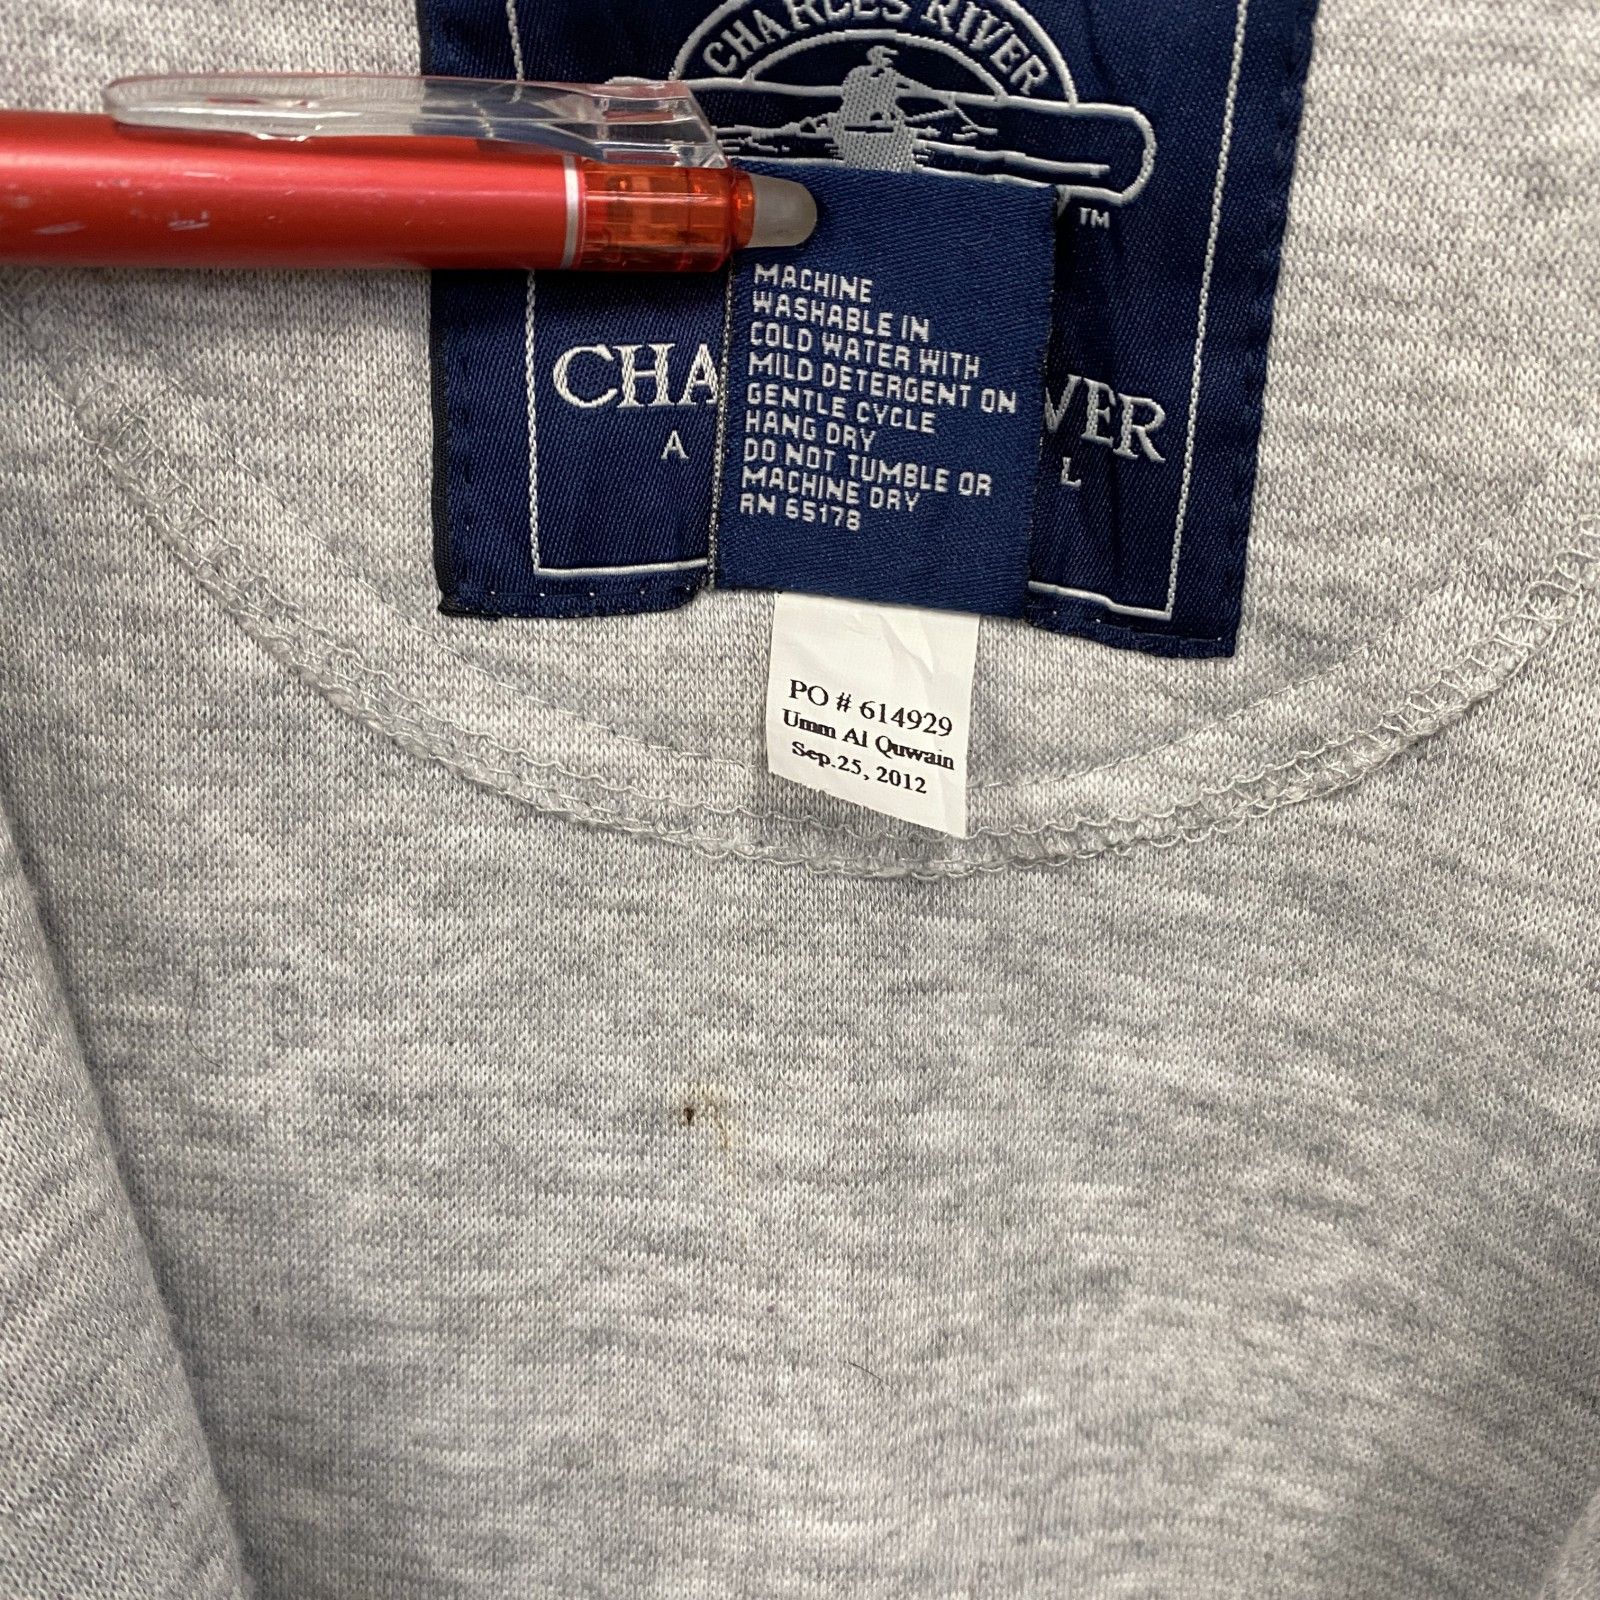 CHARLES RIVER
TM
CHA VER
A L
MACHINE
WASHABLE IN
COLD WATER WITH
MILD DETERGENT ON
GENTLE CYCLE
HANG DRY
DO NOT TUMBLE OR
MACHINE DRY
RN 65178
PO # 614929
Umm Al Quwain
Sep.25, 2012